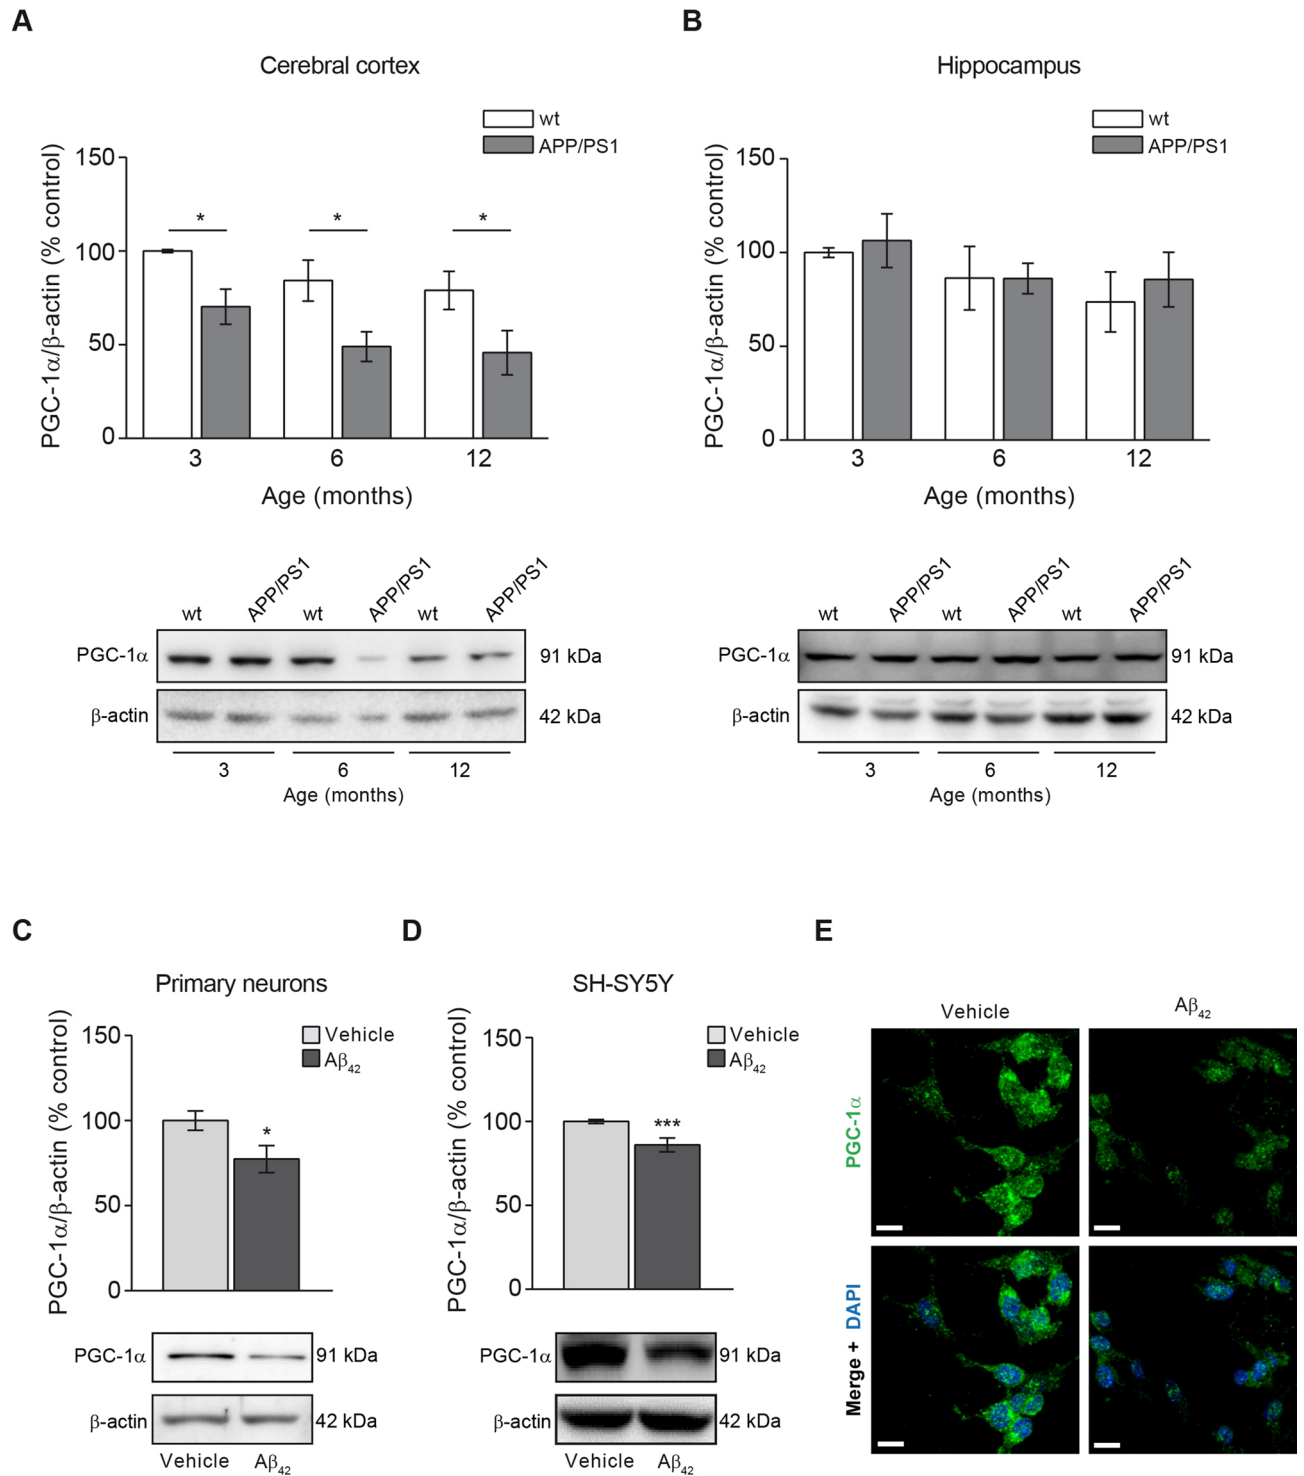 A
Cerebral cortex
wt
APP/PS1
PGC-1α/β-actin (% control)
150
100
50
0
* * *
3 6 12
Age (months)
wt APP/PS1 wt APP/PS1 wt APP/PS1
PGC-1α 91 kDa
β-actin 42 kDa
3 6 12
Age (months)
B
Hippocampus
wt
APP/PS1
PGC-1α/β-actin (% control)
150
100
50
0
3 6 12
Age (months)
wt APP/PS1 wt APP/PS1 wt APP/PS1
PGC-1α 91 kDa
β-actin 42 kDa
3 6 12
Age (months)
C
Primary neurons
Vehicle
Aβ42
PGC-1α/β-actin (% control)
150
100
50
0
*
PGC-1α 91 kDa
β-actin 42 kDa
Vehicle Aβ42
D
SH-SY5Y
Vehicle
Aβ42
PGC-1α/β-actin (% control)
150
100
50
0
***
PGC-1α 91 kDa
β-actin 42 kDa
Vehicle Aβ42
E
Vehicle Aβ42
PGC-1α
Merge + DAPI